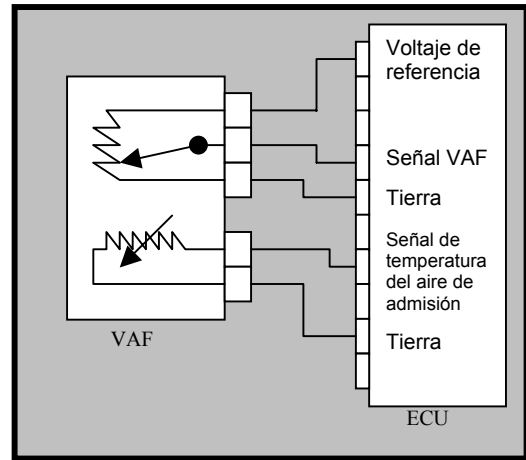 Voltaje de
referencia
Señal VAF
Tierra
Señal de
temperatura
del aire de
admisión
Tierra
VAF
ECU